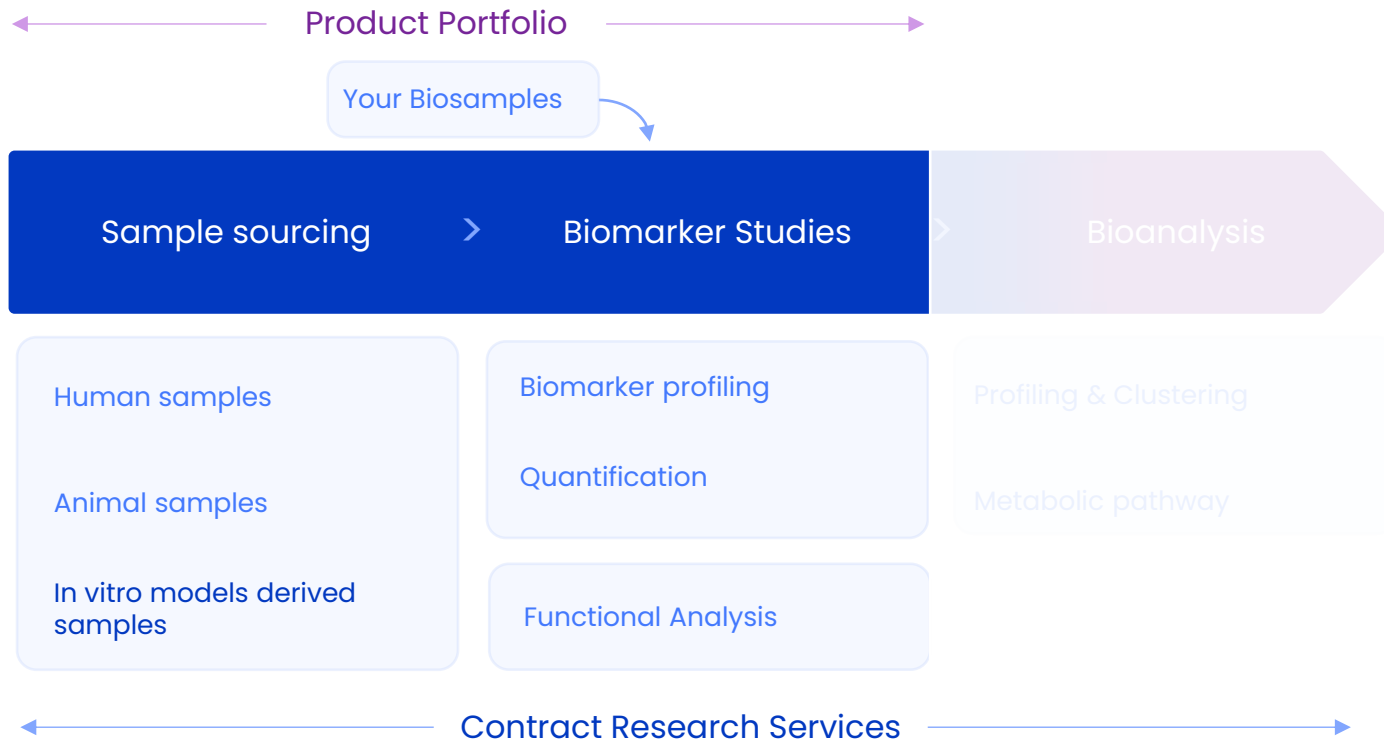 Product Portfolio
Your Biosamples
Sample sourcing
>
Biomarker Studies
>
Bioanalysis
Human samples
Animal samples
In vitro models derived
samples
Biomarker profiling
Quantification
Functional Analysis
Profiling & Clustering
Metabolic pathway
Contract Research Services